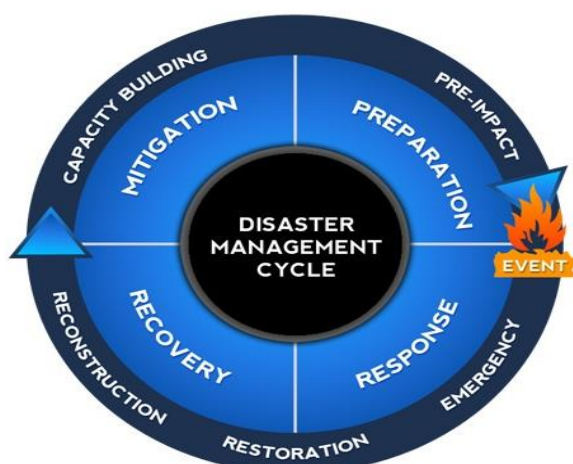 CAPACITY BUILDING
PRE-IMPACT
MITIGATION
PREPARATION
DISASTER
MANAGEMENT
CYCLE
EVENT
RECOVERY
RESPONSE
RECONSTRUCTION
EMERGENCY
RESTORATION